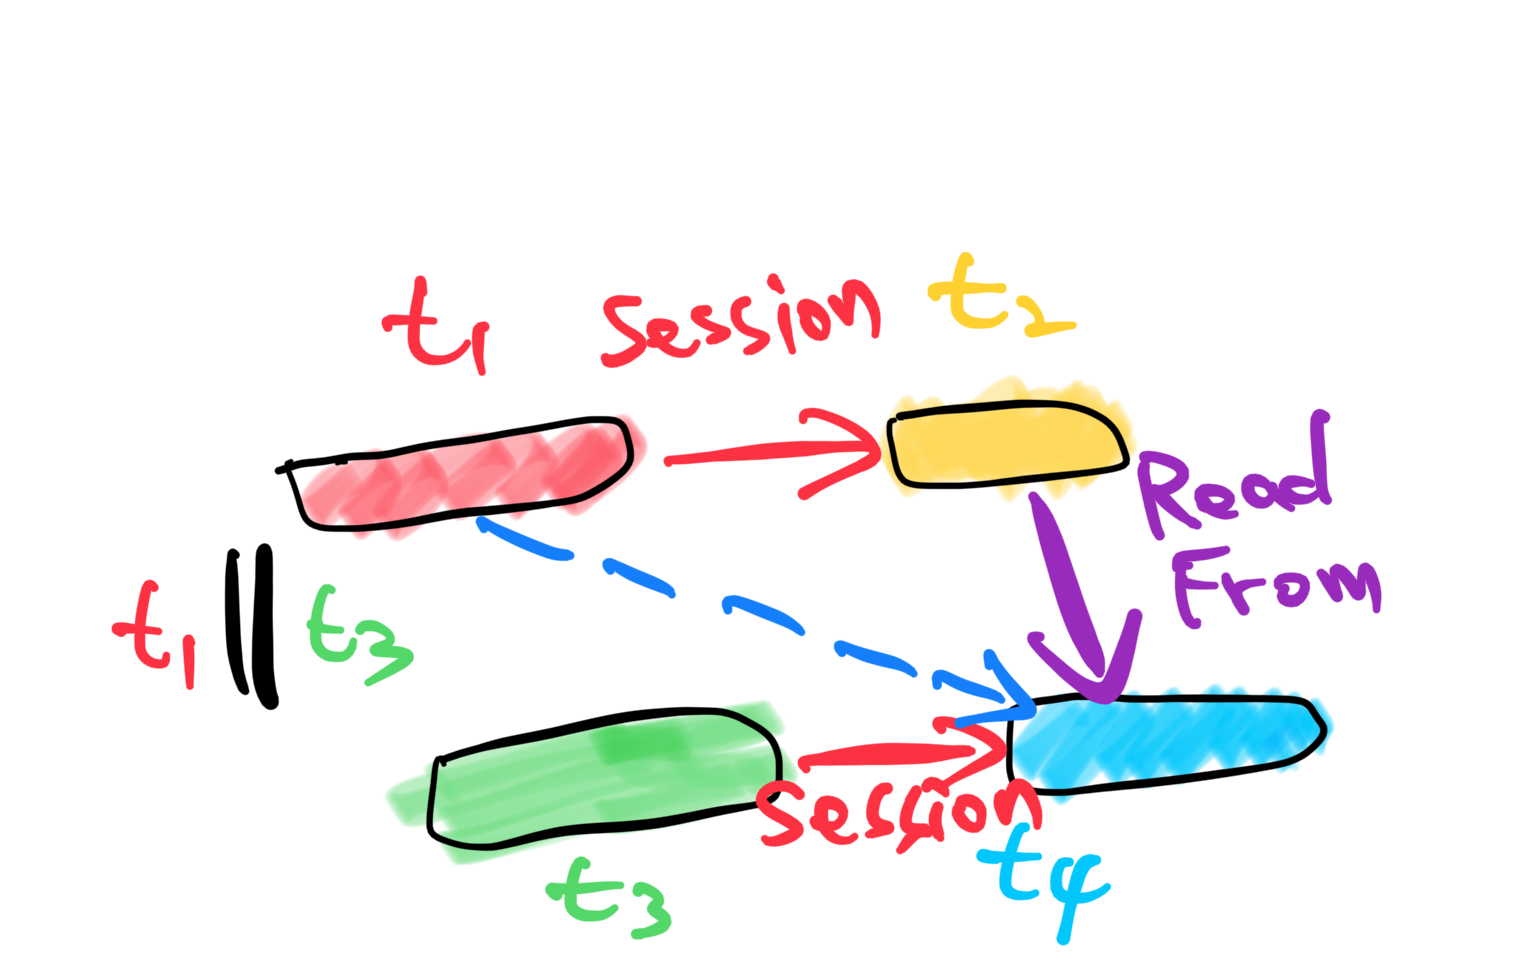 t1 Session t2
Read
From
t1 || t3
Session
t3
t4